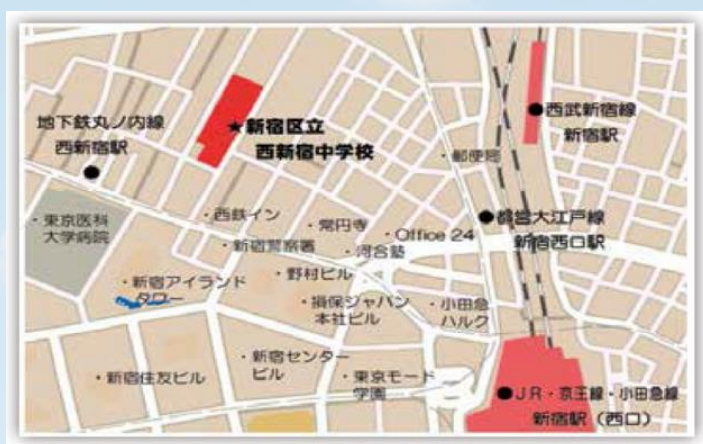 地下鉄丸ノ内線
西新宿駅
★新宿区立
西新宿中学校
●西武新宿線
新宿駅
・郵便局
・東京医科
大学病院
・西鉄イン
・新宿警察署
・常円寺
・河合塾
・Office 24
●都営大江戸線
新宿西口駅
・新宿アイランド
タワー
・野村ビル
・損保ジャパン
本社ビル
・小田急
ハルク
・新宿住友ビル
・新宿センター
ビル
・東京モード
学園
●JR・京王線・小田急線
新宿駅（西口）